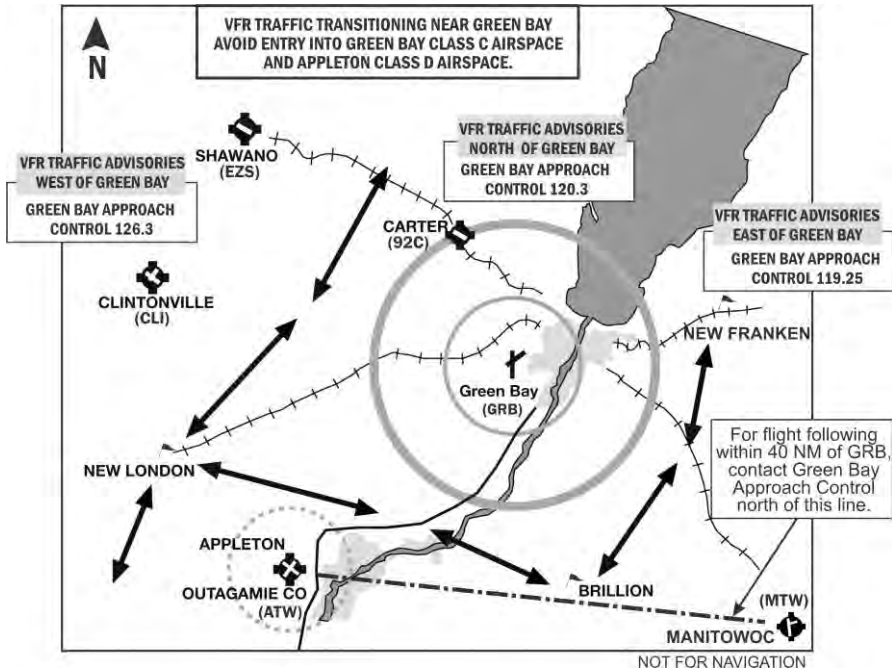 VFR TRAFFIC TRANSITIONING NEAR GREEN BAY
AVOID ENTRY INTO GREEN BAY CLASS C AIRSPACE
AND APPLETON CLASS D AIRSPACE.
N
SHAWANO
(EZS)
VFR TRAFFIC ADVISORIES
NORTH OF GREEN BAY
GREEN BAY APPROACH
CONTROL 120.3
VFR TRAFFIC ADVISORIES
WEST OF GREEN BAY
GREEN BAY APPROACH
CONTROL 126.3
VFR TRAFFIC ADVISORIES
EAST OF GREEN BAY
GREEN BAY APPROACH
CONTROL 119.25
CARTER
(92C)
CLINTONVILLE
(CLI)
NEW FRANKEN
Green Bay
(GRB)
For flight following
within 40 NM of GRB,
contact Green Bay
Approach Control
north of this line.
NEW LONDON
APPLETON
OUTAGAMIE CO
(ATW)
BRILLION
(MTW)
MANITOWOC
NOT FOR NAVIGATION